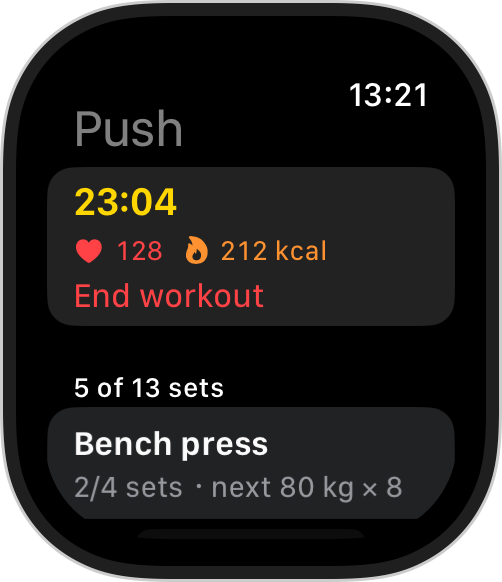 13:21
Push
23:04
128 212 kcal
End workout
5 of 13 sets
Bench press
2/4 sets · next 80 kg × 8